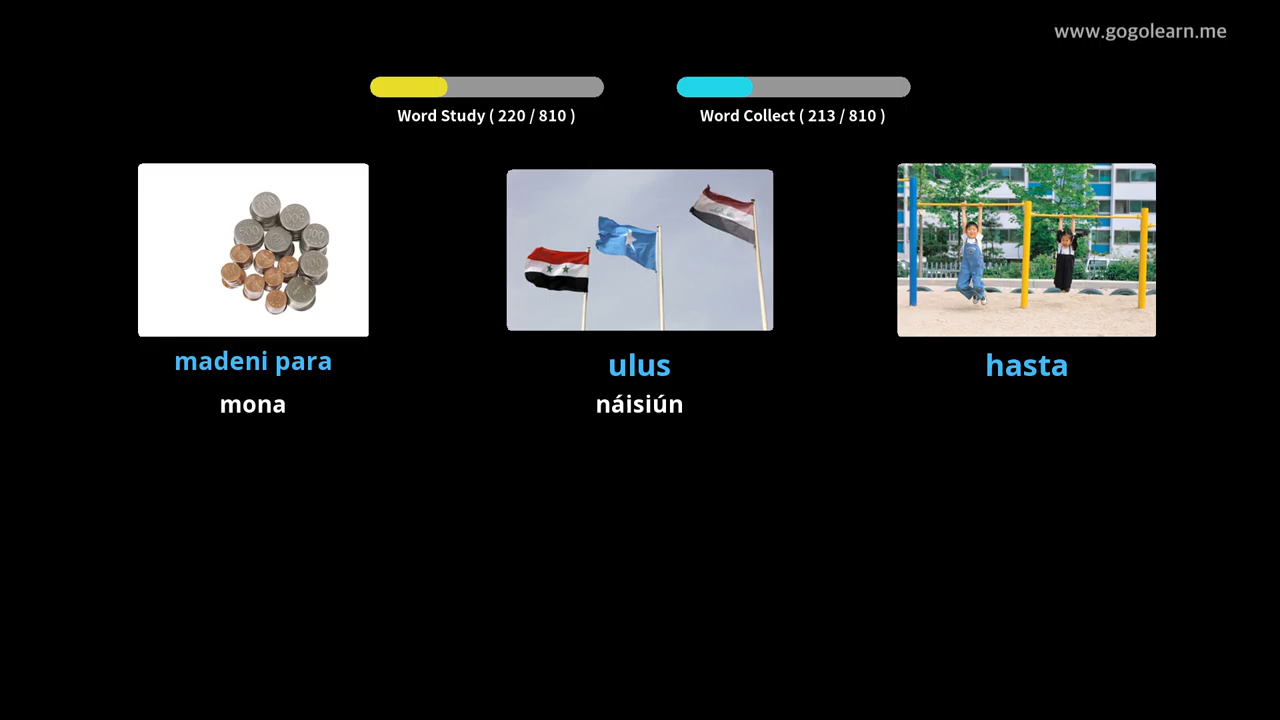 www.gogolearn.me
Word Study ( 220 / 810 )
Word Collect ( 213 / 810 )
madeni para
ulus
hasta
mona
náisiún